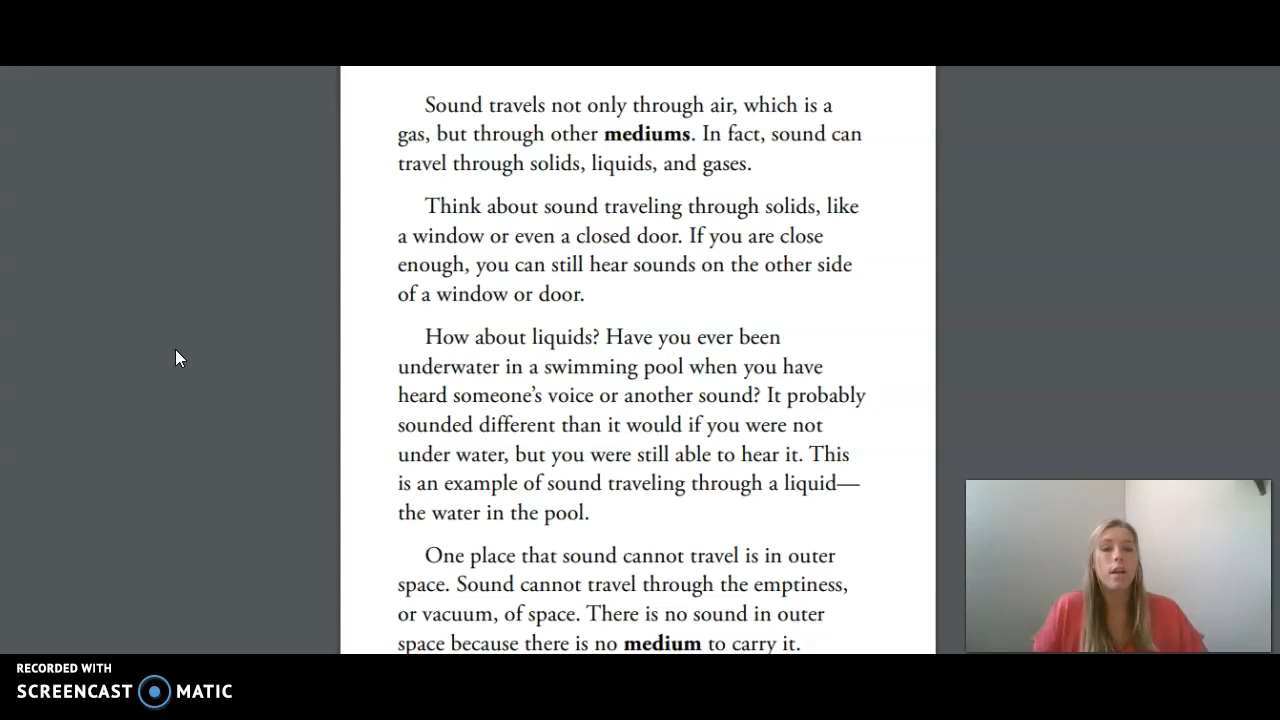 Sound travels not only through air, which is a
gas, but through other mediums. In fact, sound can
travel through solids, liquids, and gases.
Think about sound traveling through solids, like
a window or even a closed door. If you are close
enough, you can still hear sounds on the other side
of a window or door.
How about liquids? Have you ever been
underwater in a swimming pool when you have
heard someone’s voice or another sound? It probably
sounded different than it would if you were not
under water, but you were still able to hear it. This
is an example of sound traveling through a liquid—
the water in the pool.
One place that sound cannot travel is in outer
space. Sound cannot travel through the emptiness,
or vacuum, of space. There is no sound in outer
space because there is no medium to carry it.
RECORDED WITH
SCREENCAST MATIC